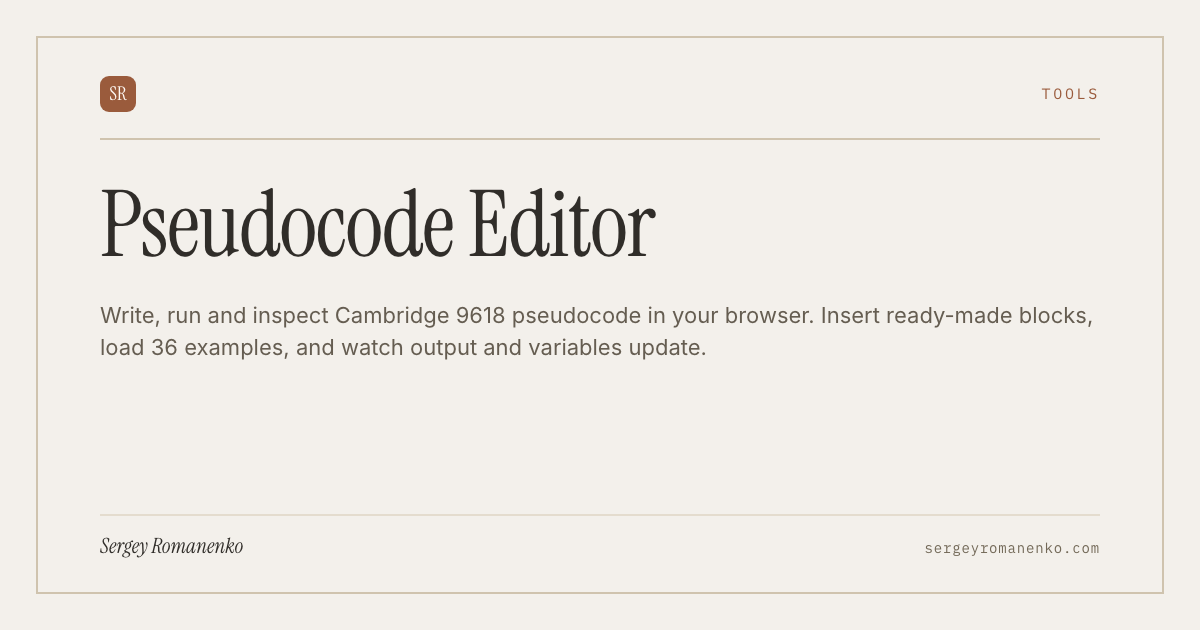 SR
TOOLS
Pseudocode Editor
Write, run and inspect Cambridge 9618 pseudocode in your browser. Insert ready-made blocks,
load 36 examples, and watch output and variables update.
Sergey Romanenko
sergeyromanenko.com